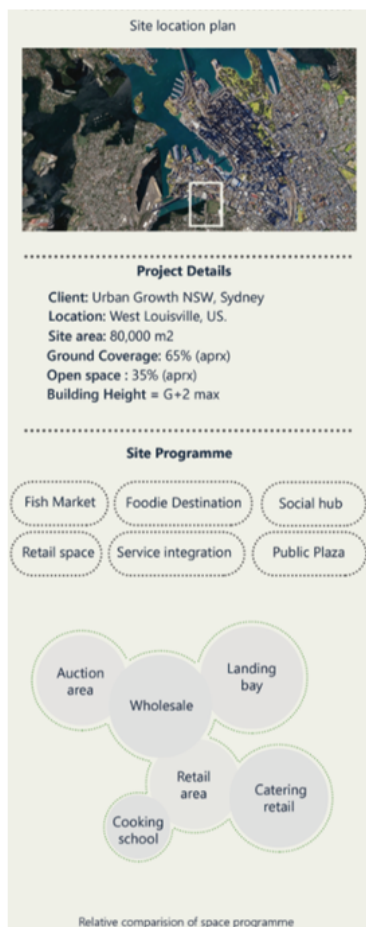 Site location plan
Project Details
Client: Urban Growth NSW, Sydney
Location: West Louisville, US.
Site area: 80,000 m2
Ground Coverage: 65% (aprx)
Open space : 35% (aprx)
Building Height = G+2 max
Site Programme
Fish Market
Foodie Destination
Social hub
Retail space
Service integration
Public Plaza
Auction
area
Wholesale
Landing
bay
Retail
area
Catering
retail
Cooking
school
Relative comparision of space programme